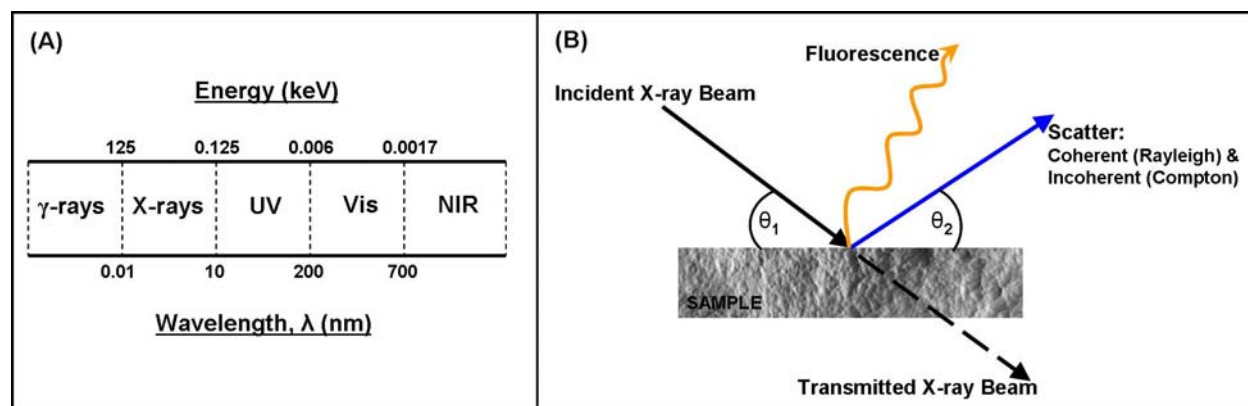 (A)
Energy (keV)
125 0.125 0.006 0.0017
γ-rays X-rays UV Vis NIR
0.01 10 200 700
Wavelength, λ (nm)
(B)
Fluorescence
Incident X-ray Beam
Scatter:
Coherent (Rayleigh) &
Incoherent (Compton)
θ1 θ2
SAMPLE
Transmitted X-ray Beam